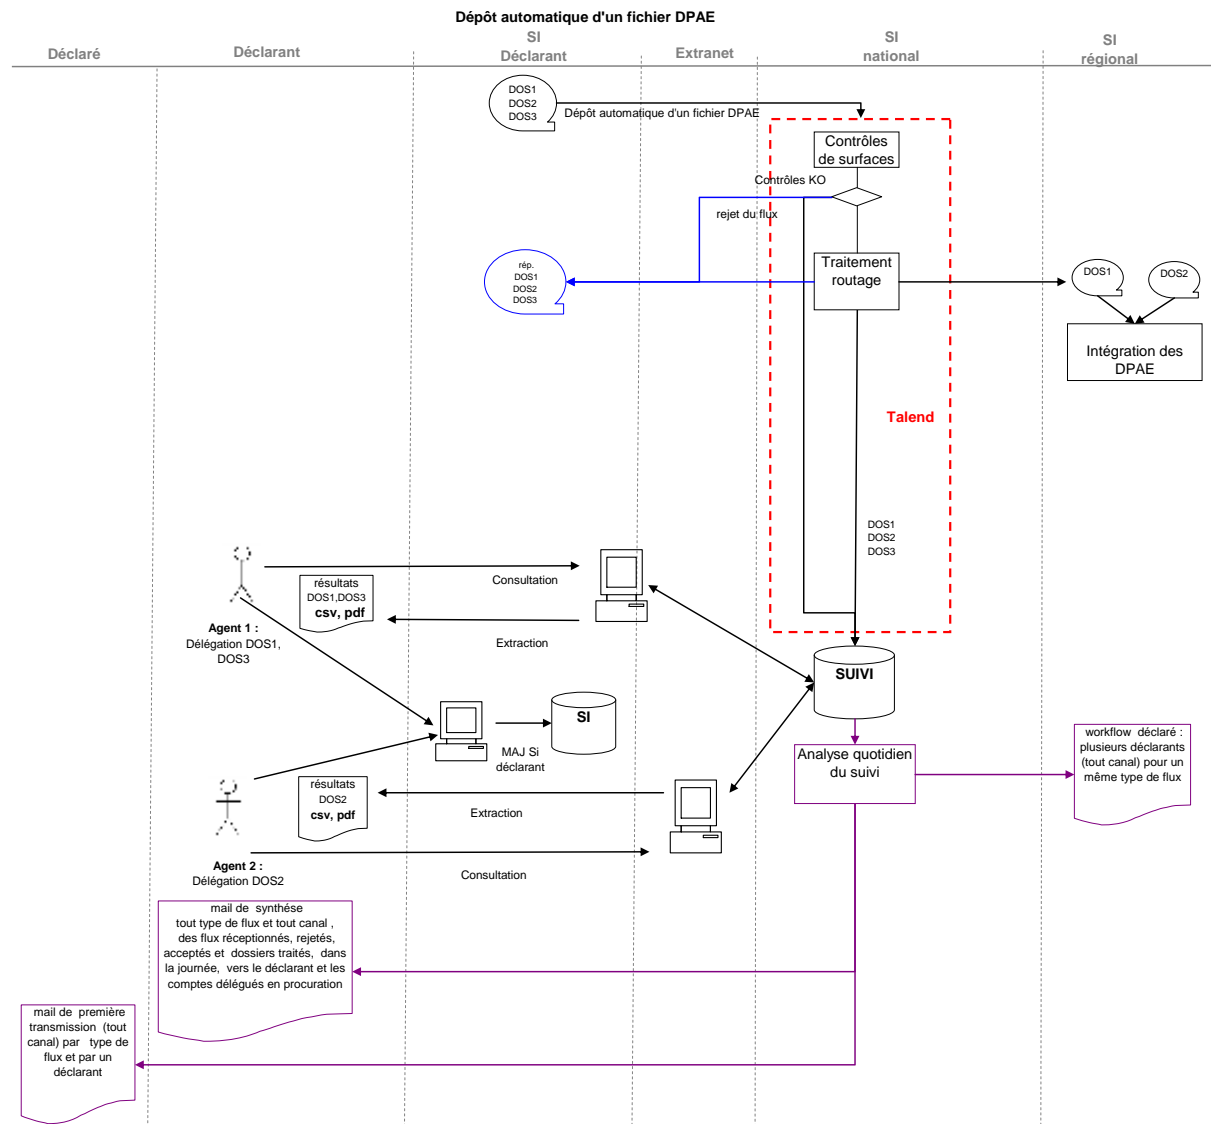 Dépôt automatique d'un fichier DPAE
Déclaré
Déclarant
SI
Déclarant
Extranet
SI
national
SI
régional
DOS1
DOS2
DOS3
Dépôt automatique d'un fichier DPAE
Contrôles
de surfaces
Contrôles KO
rejet du flux
rép.
DOS1
DOS2
DOS3
Traitement
routage
DOS1
DOS2
Intégration des
DPAE
Talend
DOS1
DOS2
DOS3
résultats
DOS1,DOS3
csv, pdf
Consultation
Extraction
Agent 1 :
Délégation DOS1,
DOS3
SUIVI
SI
MAJ Si
déclarant
Analyse quotidien
du suivi
workflow déclaré :
plusieurs déclarants
(tout canal) pour un
même type de flux
résultats
DOS2
csv, pdf
Extraction
Agent 2 :
Délégation DOS2
Consultation
mail de synthése
tout type de flux et tout canal ,
des flux réceptionnés, rejetés,
acceptés et dossiers traités, dans
la journée, vers le déclarant et les
comptes délégués en procuration
mail de première
transmission (tout
canal) par type de
flux et par un
déclarant